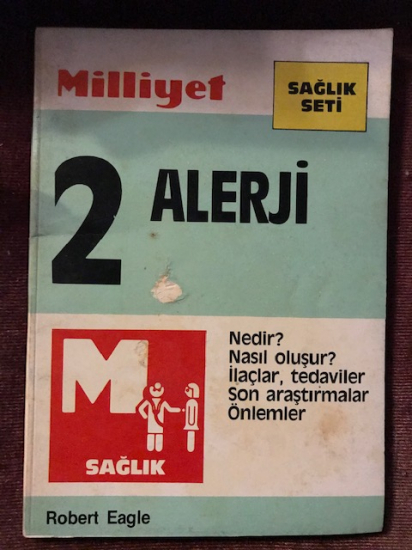 Milliyet
SAĞLIK
SETİ
2
ALERJİ
Nedir?
Nasıl oluşur?
İlaçlar, tedaviler
Son araştırmalar
Önlemler
M
SAĞLIK
Robert Eagle